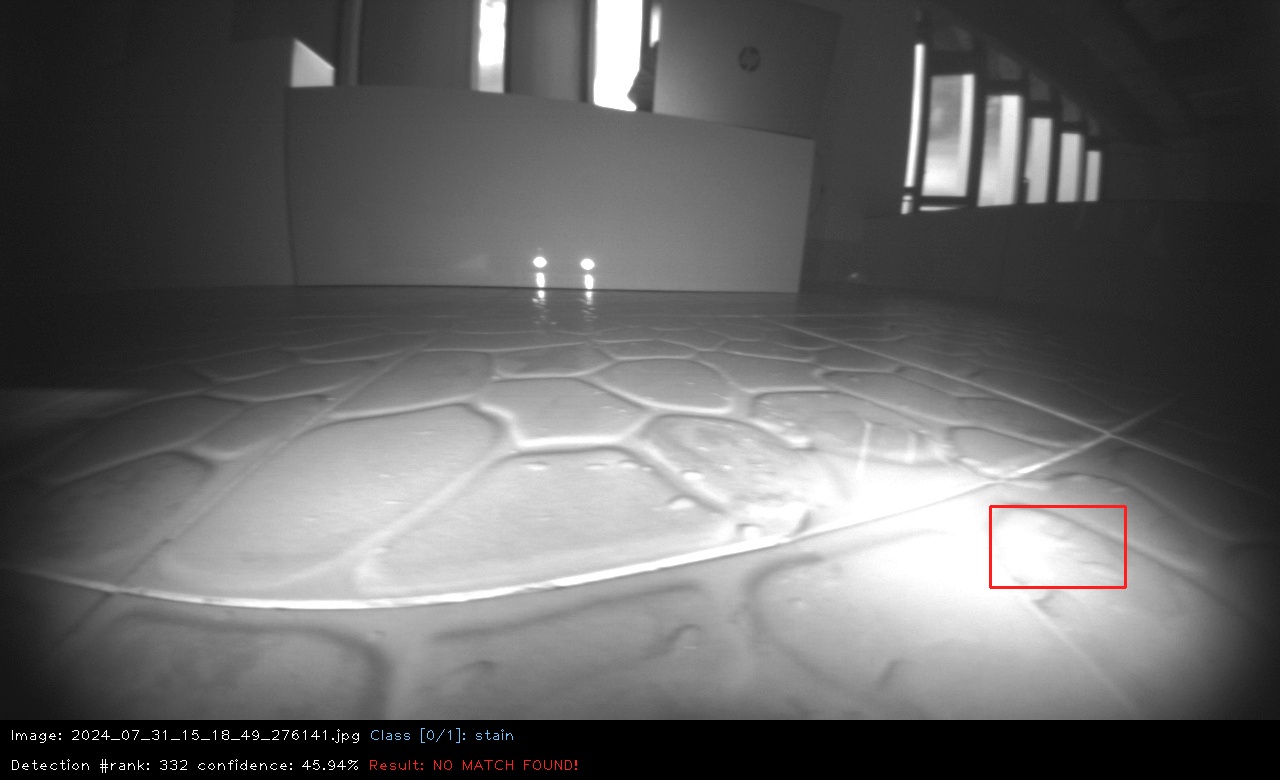 Image: 2024_07_31_15_18_49_276141.jpg Class [0/1]: stain
Detection #rank: 332 confidence: 45.94% Result: NO MATCH FOUND!